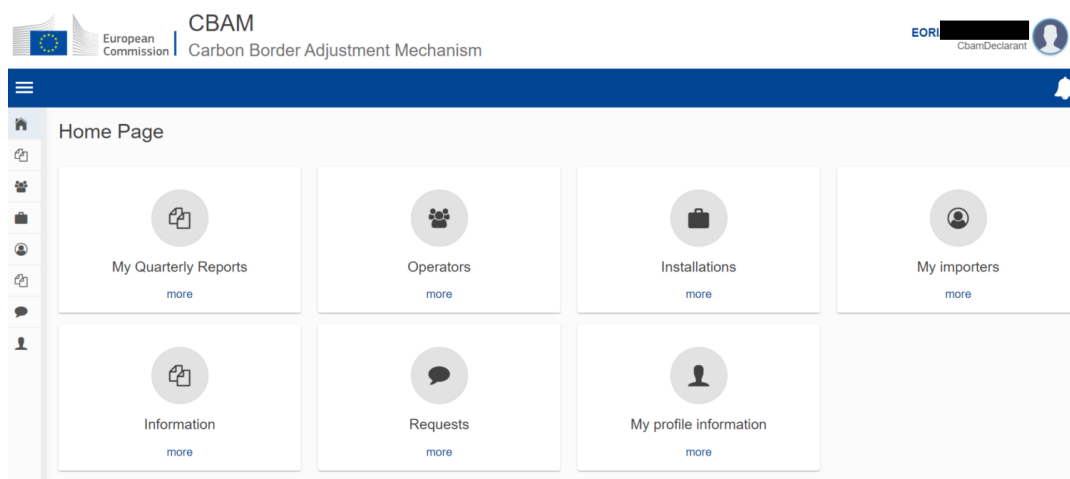 European
Commission
CBAM
Carbon Border Adjustment Mechanism
EORI
CbamDeclarant
Home Page
My Quarterly Reports
more
Operators
more
Installations
more
My importers
more
Information
more
Requests
more
My profile information
more